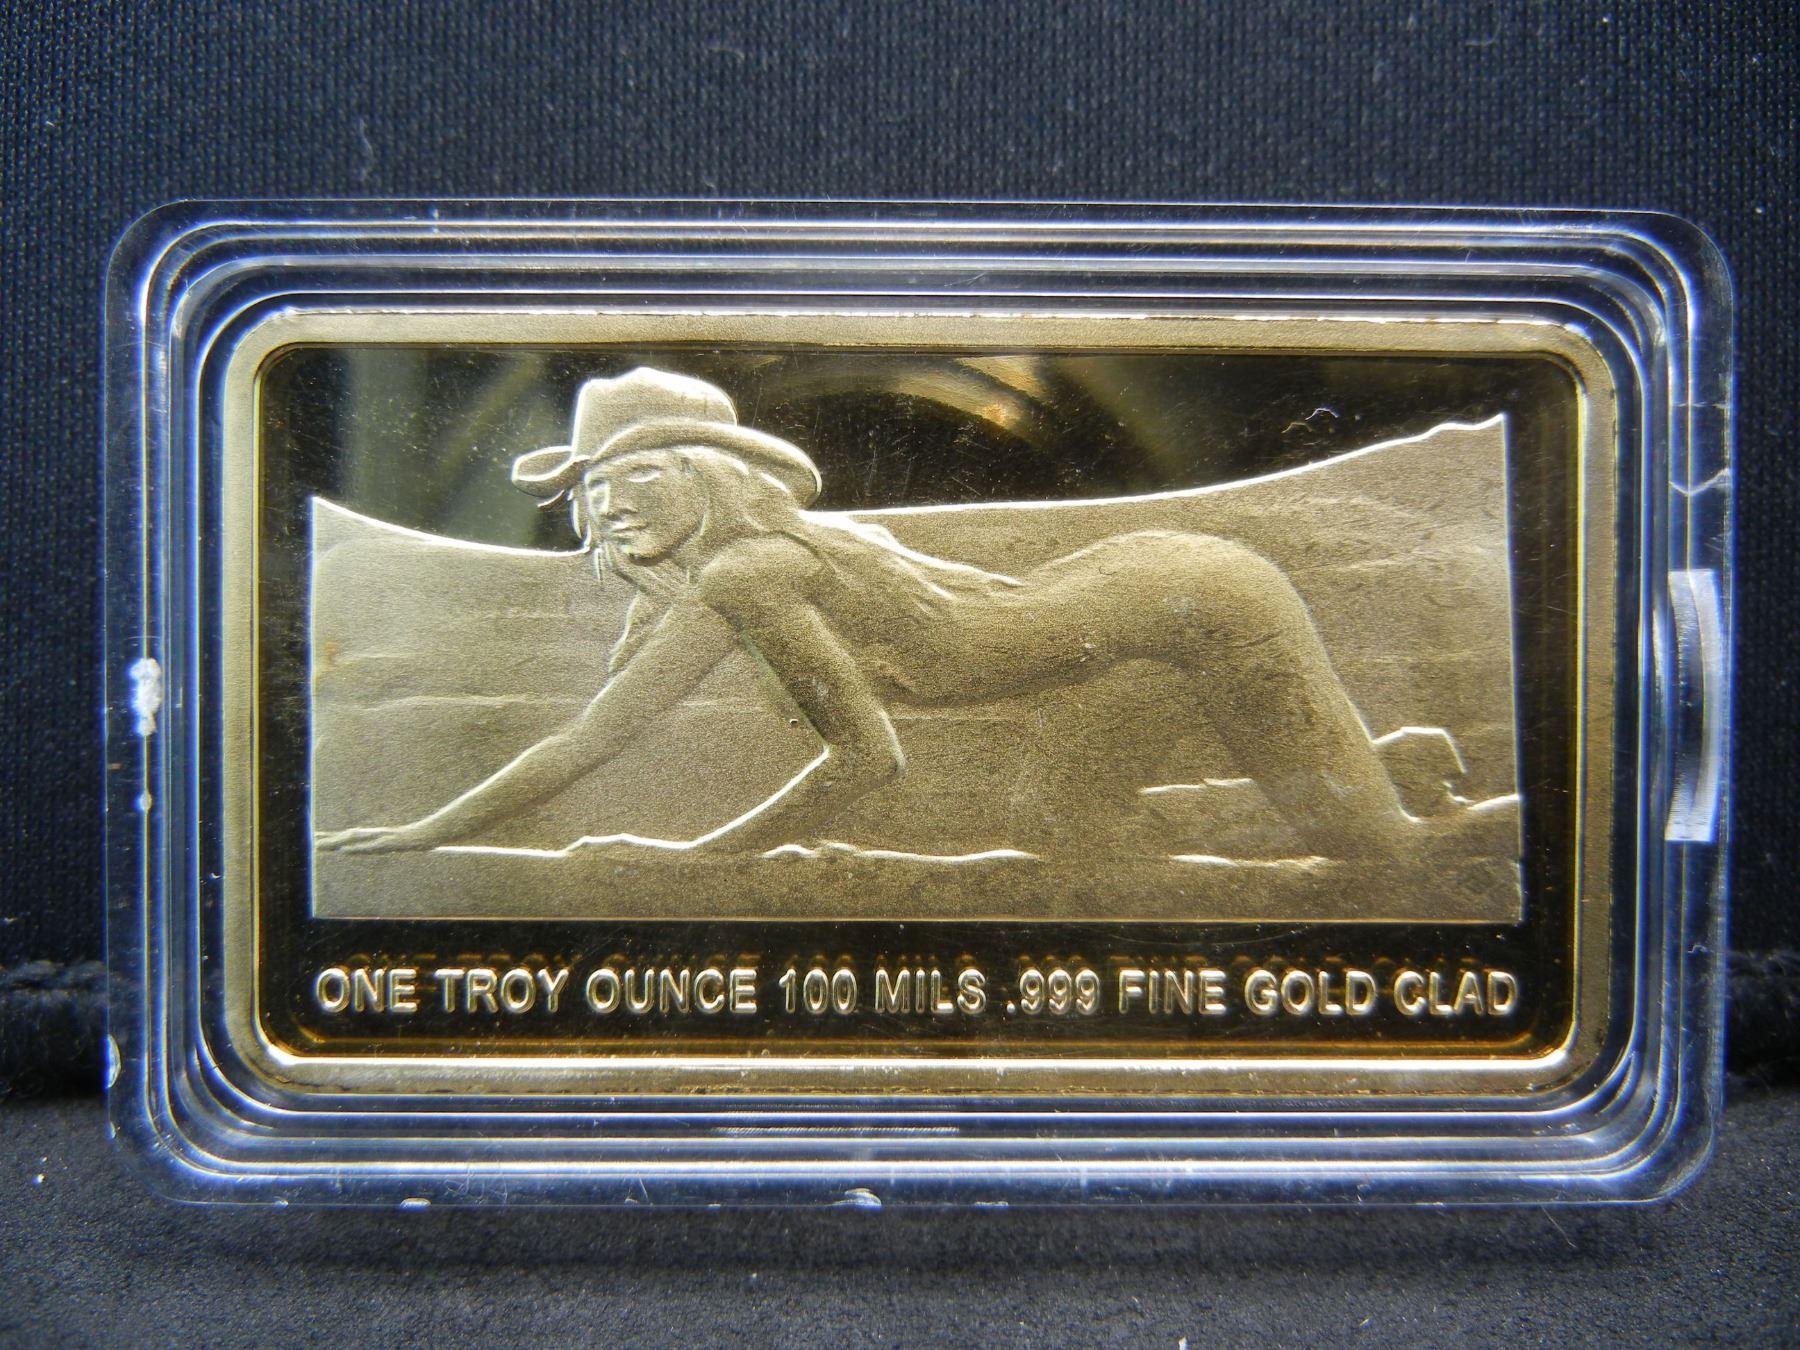 ONE TROY OUNCE 100 MILS .999 FINE GOLD CLAD